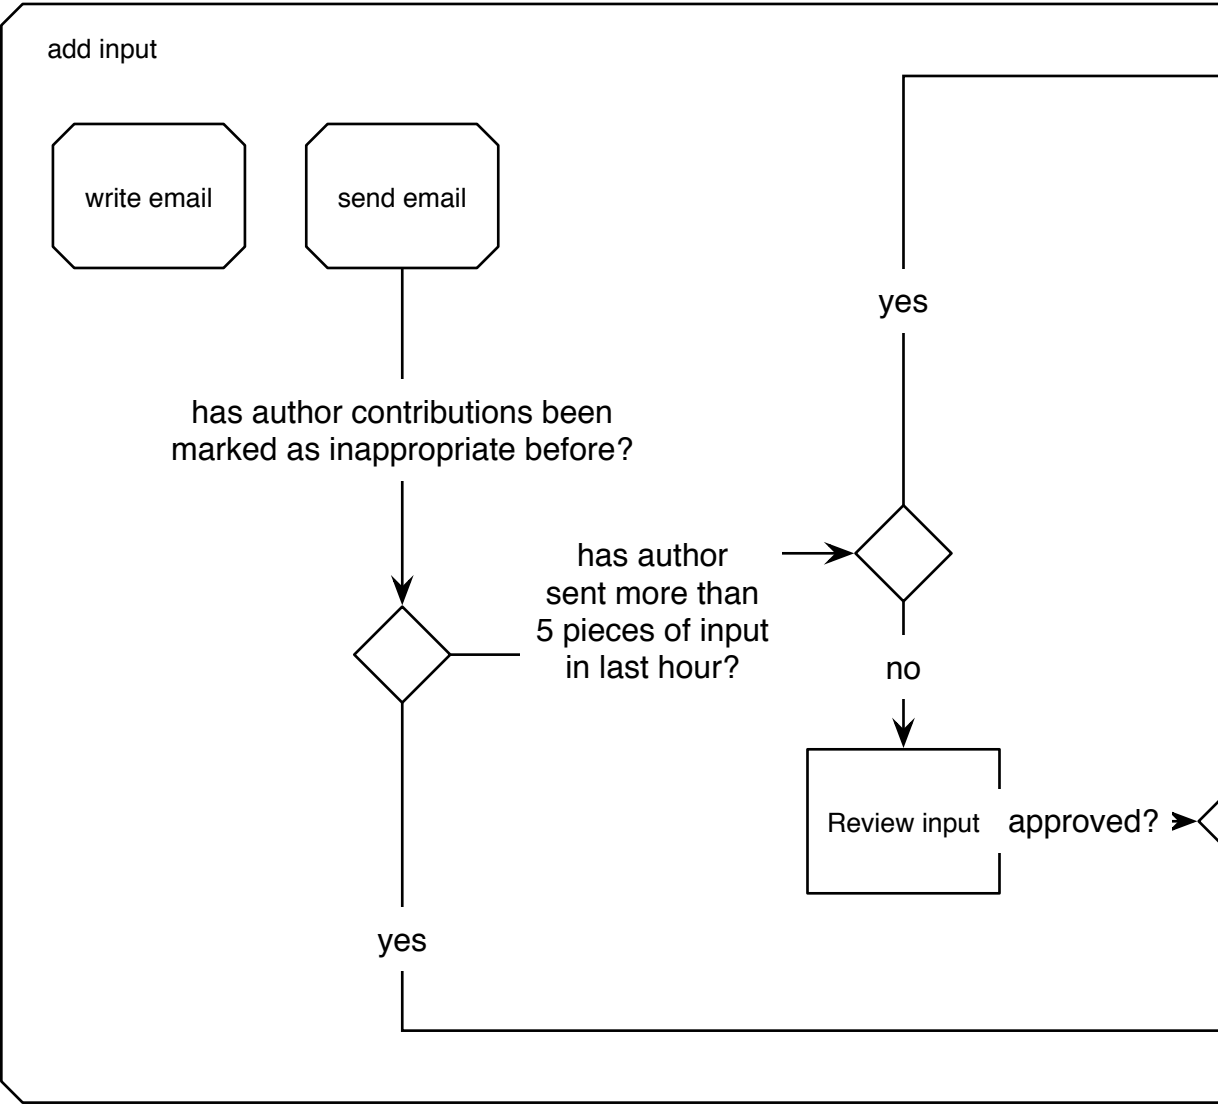 add input
write email
send email
yes
has author contributions been
marked as inappropriate before?
has author
sent more than
5 pieces of input
in last hour?
no
Review input
approved?
yes